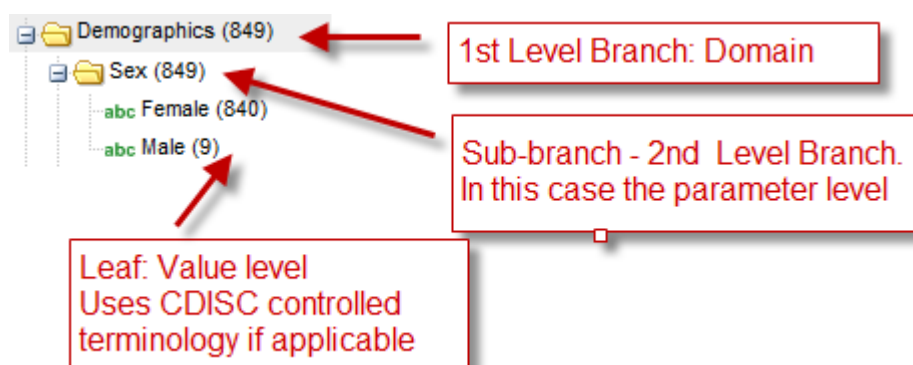 Demographics (849)
1st Level Branch: Domain
Sex (849)
abc Female (840)
abc Male (9)
Sub-branch - 2nd Level Branch.
In this case the parameter level
Leaf: Value level
Uses CDISC controlled
terminology if applicable